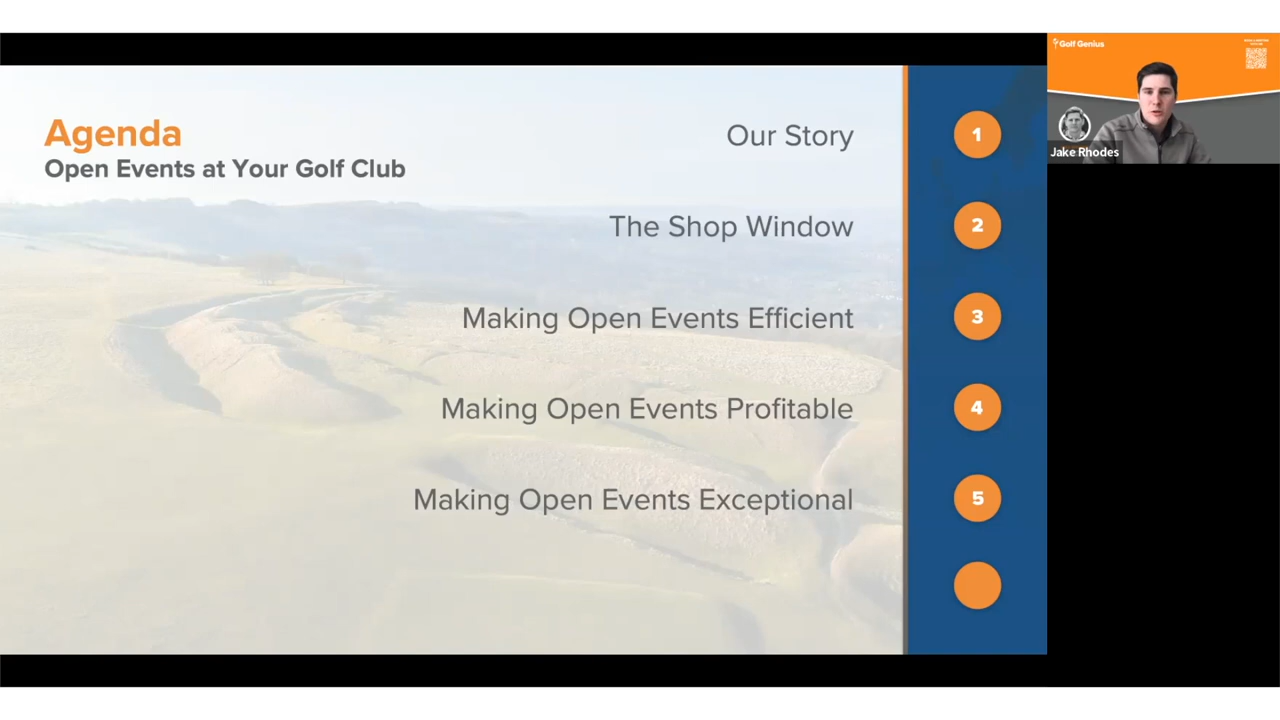 Agenda
Open Events at Your Golf Club
Our Story
1
The Shop Window
2
Making Open Events Efficient
3
Making Open Events Profitable
4
Making Open Events Exceptional
5
Golf Genius
Jake Rhodes